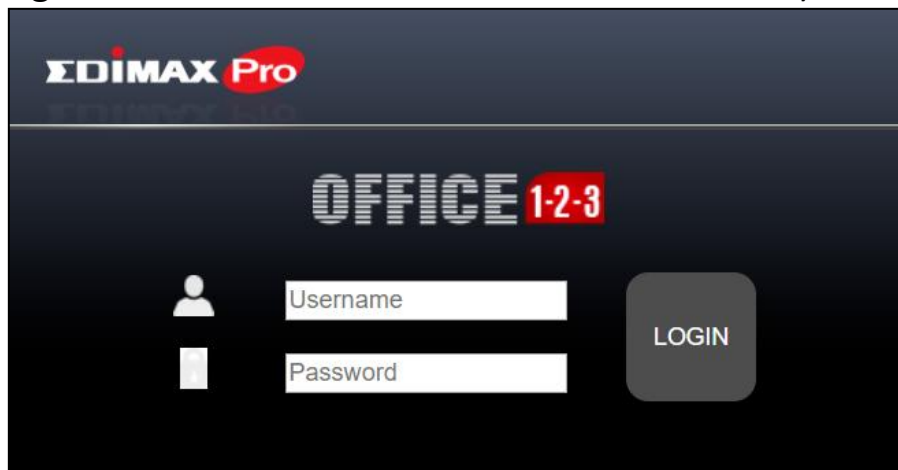 EDIMAX Pro
OFFICE 1-2-3
Username
Password
LOGIN